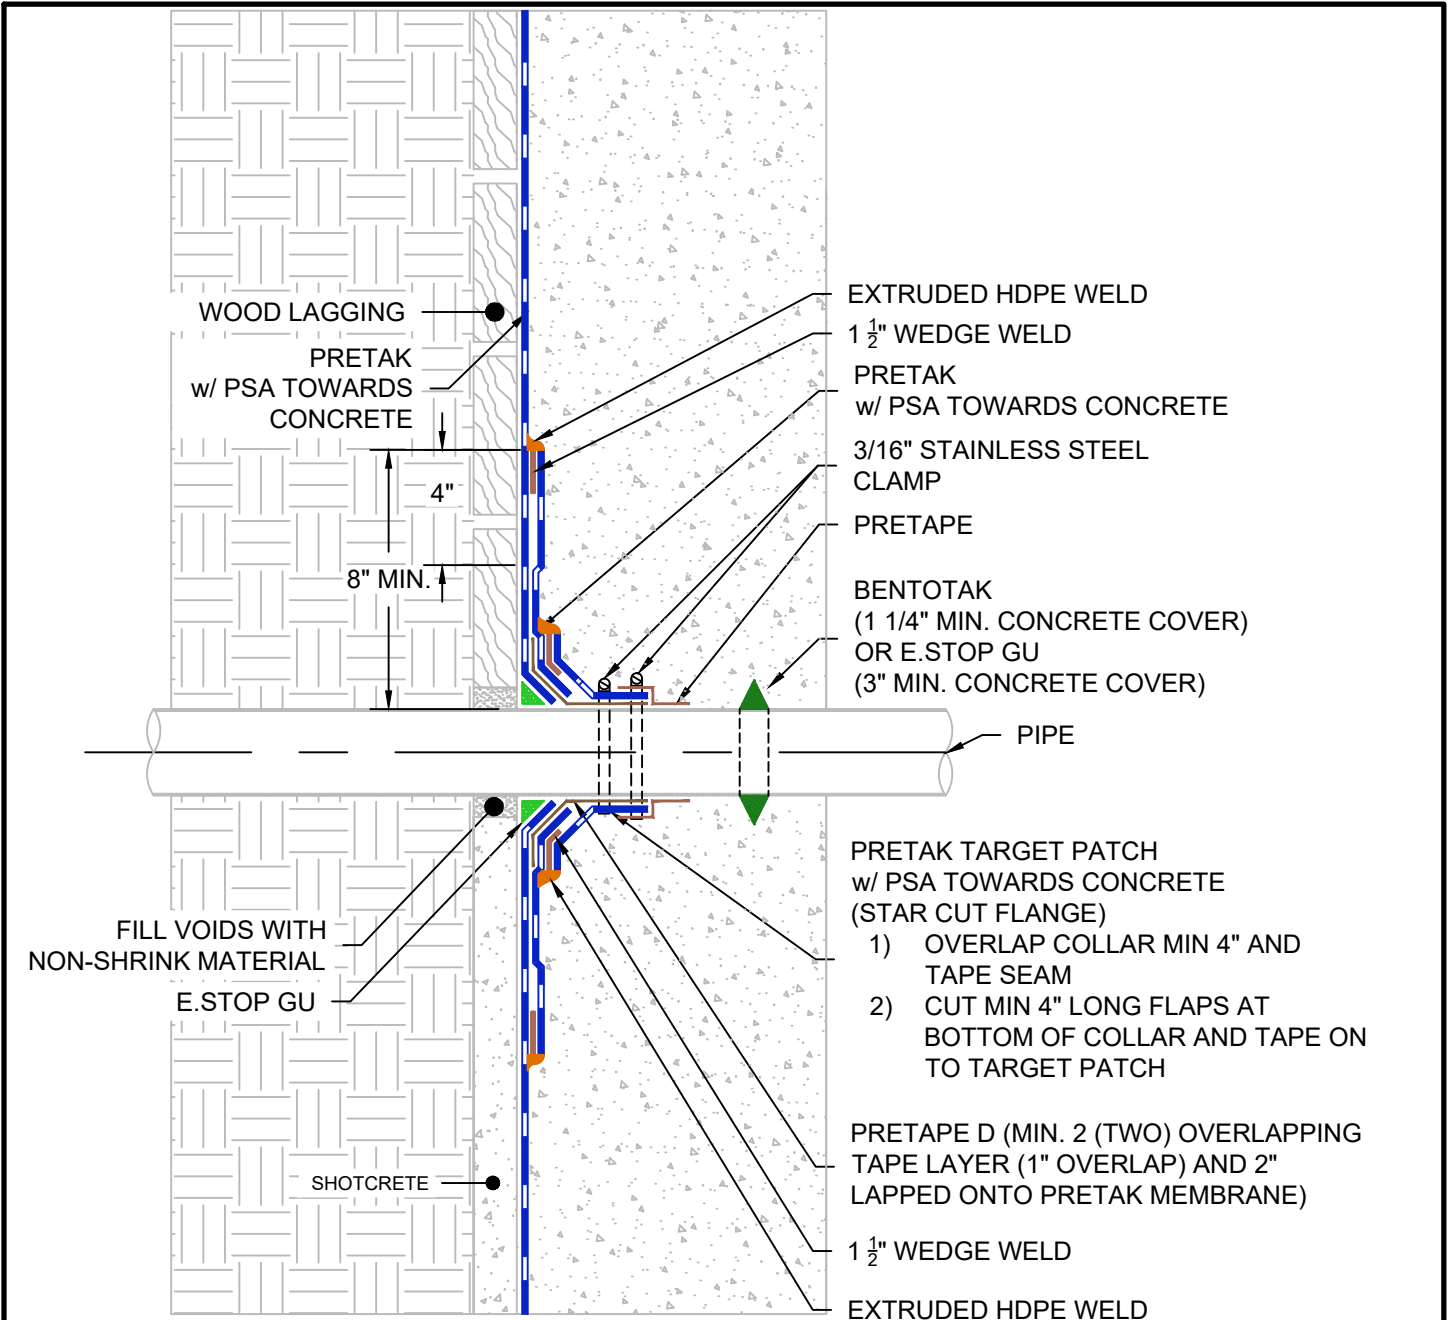 WOOD LAGGING
PRETAK
w/ PSA TOWARDS
CONCRETE
4"
8" MIN.
FILL VOIDS WITH
NON-SHRINK MATERIAL
E.STOP GU
SHOTCRETE
EXTRUDED HDPE WELD
1 1/2" WEDGE WELD
PRETAK
w/ PSA TOWARDS CONCRETE
3/16" STAINLESS STEEL
CLAMP
PRETAPE
BENTOTAK
(1 1/4" MIN. CONCRETE COVER)
OR E.STOP GU
(3" MIN. CONCRETE COVER)
PIPE
PRETAK TARGET PATCH
w/ PSA TOWARDS CONCRETE
(STAR CUT FLANGE)
1) OVERLAP COLLAR MIN 4" AND
TAPE SEAM
2) CUT MIN 4" LONG FLAPS AT
BOTTOM OF COLLAR AND TAPE ON
TO TARGET PATCH
PRETAPE D (MIN. 2 (TWO) OVERLAPPING
TAPE LAYER (1" OVERLAP) AND 2"
LAPPED ONTO PRETAK MEMBRANE)
1 1/2" WEDGE WELD
EXTRUDED HDPE WELD